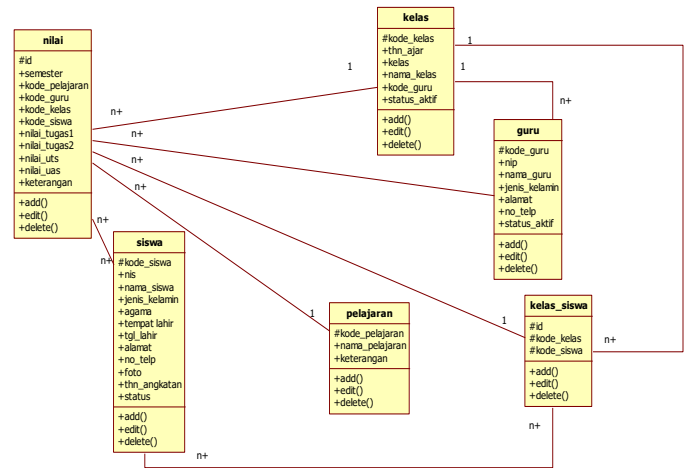 nilai
#id
+semester
+kode_pelajaran
+kode_guru
+kode_kelas
+kode_siswa
+nilai_tugas1
+nilai_tugas2
+nilai_uts
+nilai_uas
+keterangan
+add()
+edit()
+delete()
kelas
#kode_kelas
+thn_ajar
+kelas
+nama_kelas
+kode_guru
+status_aktif
+add()
+edit()
+delete()
1
1
1
n+
n+
n+
n+
n+
guru
#kode_guru
+nip
+nama_guru
+jenis_kelamin
+alamat
+no_telp
+status_aktif
+add()
+edit()
+delete()
n+
n+
siswa
#kode_siswa
+nis
+nama_siswa
+jenis_kelamin
+agama
+tempat lahir
+tgl_lahir
+alamat
+no_telp
+foto
+thn_angkatan
+status
+add()
+edit()
+delete()
1
pelajaran
#kode_pelajaran
+nama_pelajaran
+keterangan
+add()
+edit()
+delete()
1
kelas_siswa
#id
#kode_kelas
#kode_siswa
+add()
+edit()
+delete()
n+
n+
n+